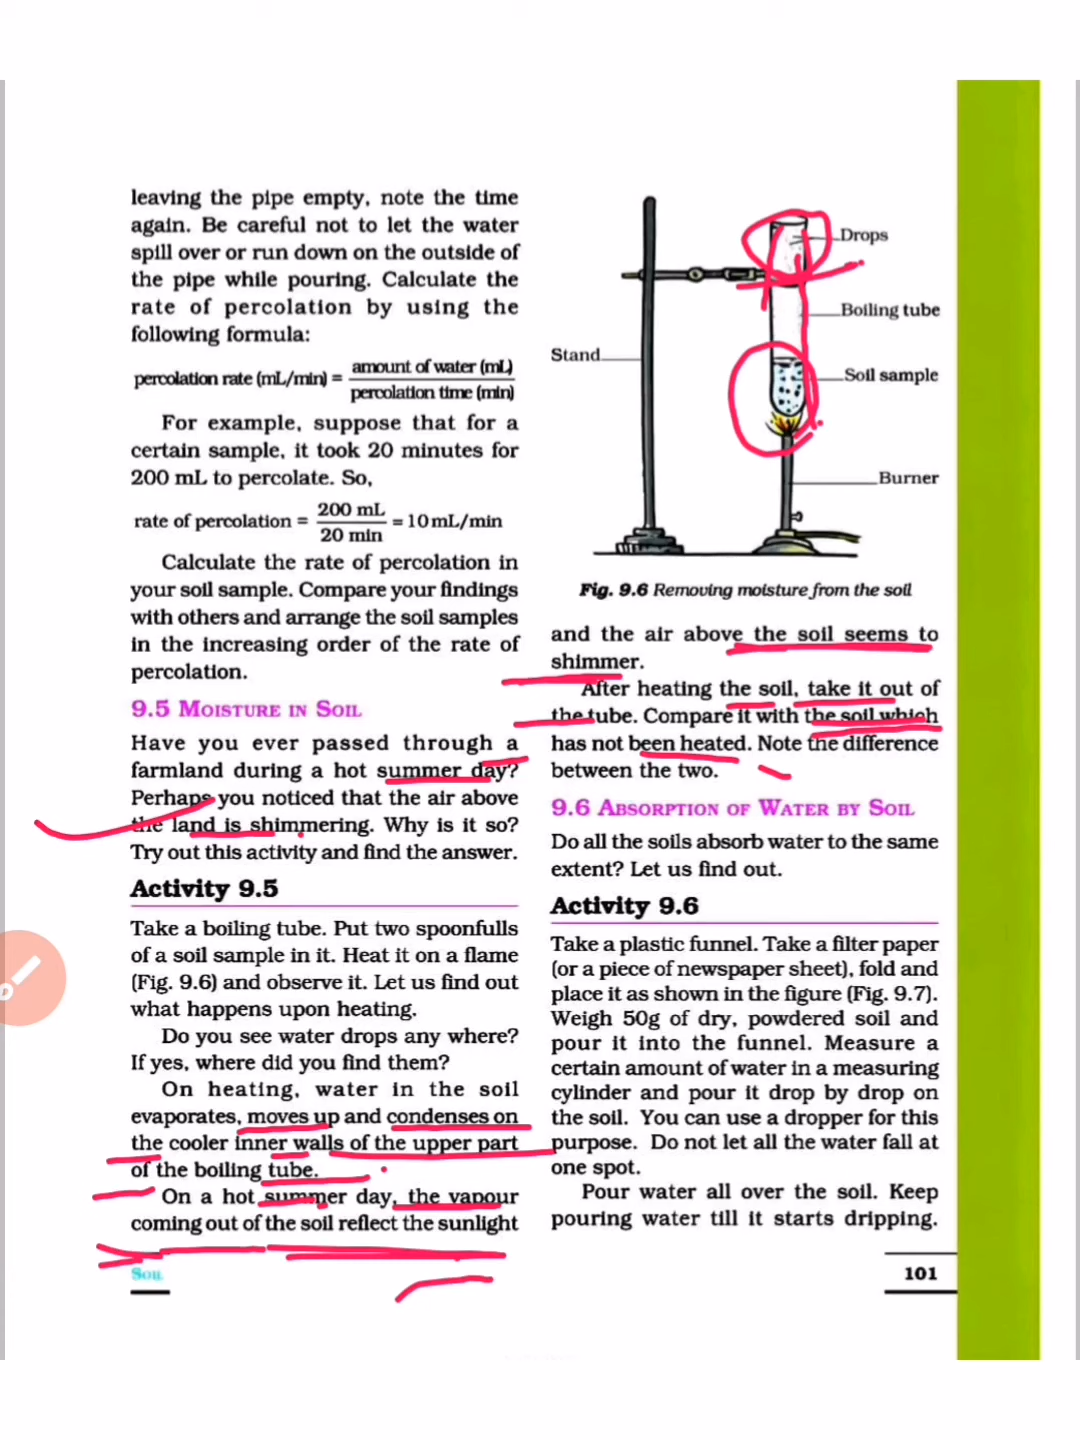 leaving the pipe empty, note the time
again. Be careful not to let the water
spill over or run down on the outside of
the pipe while pouring. Calculate the
rate of percolation by using the
following formula:
percolation rate (mL/min) = amount of water (mL) / percolation time (min)
For example, suppose that for a
certain sample, it took 20 minutes for
200 mL to percolate. So,
rate of percolation = 200 mL / 20 min = 10 mL/min
Calculate the rate of percolation in
your soil sample. Compare your findings
with others and arrange the soil samples
in the increasing order of the rate of
percolation.
9.5 MOISTURE IN SOIL
Have you ever passed through a
farmland during a hot summer day?
Perhaps you noticed that the air above
the land is shimmering. Why is it so?
Try out this activity and find the answer.
Activity 9.5
Take a boiling tube. Put two spoonfulls
of a soil sample in it. Heat it on a flame
(Fig. 9.6) and observe it. Let us find out
what happens upon heating.
Do you see water drops any where?
If yes, where did you find them?
On heating, water in the soil
evaporates, moves up and condenses on
the cooler inner walls of the upper part
of the boiling tube.
On a hot summer day, the vapour
coming out of the soil reflect the sunlight
Drops
Boiling tube
Stand
Soil sample
Burner
Fig. 9.6 Removing moisture from the soil
and the air above the soil seems to
shimmer.
After heating the soil, take it out of
the tube. Compare it with the soil which
has not been heated. Note the difference
between the two.
9.6 ABSORPTION OF WATER BY SOIL
Do all the soils absorb water to the same
extent? Let us find out.
Activity 9.6
Take a plastic funnel. Take a filter paper
(or a piece of newspaper sheet), fold and
place it as shown in the figure (Fig. 9.7).
Weigh 50g of dry, powdered soil and
pour it into the funnel. Measure a
certain amount of water in a measuring
cylinder and pour it drop by drop on
the soil. You can use a dropper for this
purpose. Do not let all the water fall at
one spot.
Pour water all over the soil. Keep
pouring water till it starts dripping.
SOIL
101